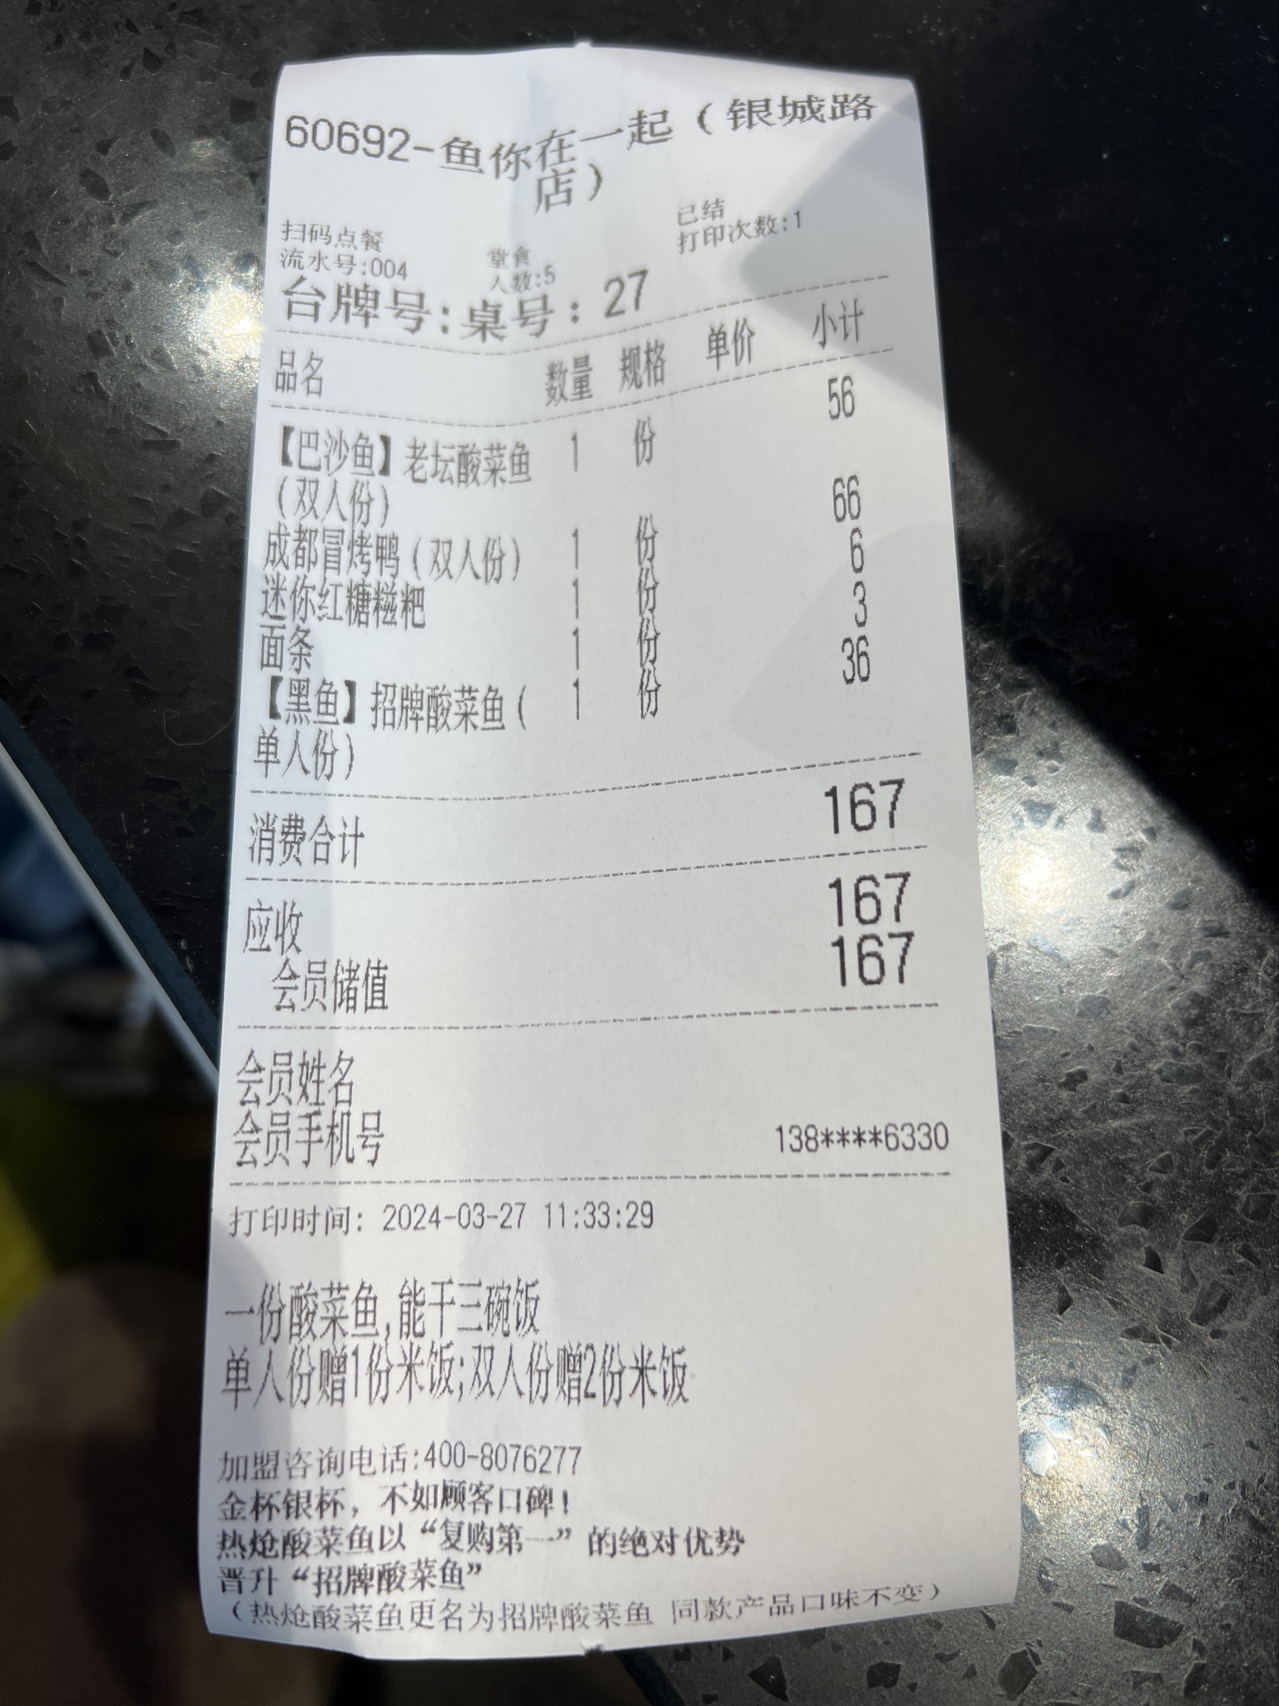 60692-鱼你在一起（银城路
店）
扫码点餐 已结
流水号:004 堂食 打印次数:1
人数:5
台牌号:桌号：27
品名 数量 规格 单价 小计
【巴沙鱼】老坛酸菜鱼 1 份 56
（双人份）
成都冒烤鸭（双人份） 1 份 66
迷你红糖糍粑 1 份 6
面条 1 份 3
【黑鱼】招牌酸菜鱼（ 1 份 36
单人份）
消费合计 167
应收 167
会员储值 167
会员姓名
会员手机号 138****6330
打印时间: 2024-03-27 11:33:29
一份酸菜鱼,能干三碗饭
单人份赠1份米饭;双人份赠2份米饭
加盟咨询电话:400-8076277
金杯银杯，不如顾客口碑！
热炝酸菜鱼以“复购第一”的绝对优势
晋升“招牌酸菜鱼”
（热炝酸菜鱼更名为招牌酸菜鱼 同款产品口味不变）